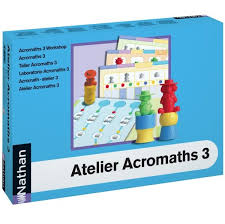 Acromaths 3 Workshop
Acromaths 3
Taller Acromaths 3
Laboratorio Acromaths 3
Acromath - atelier 3
Atelier Acromaths 3
Nathan
Atelier Acromaths 3